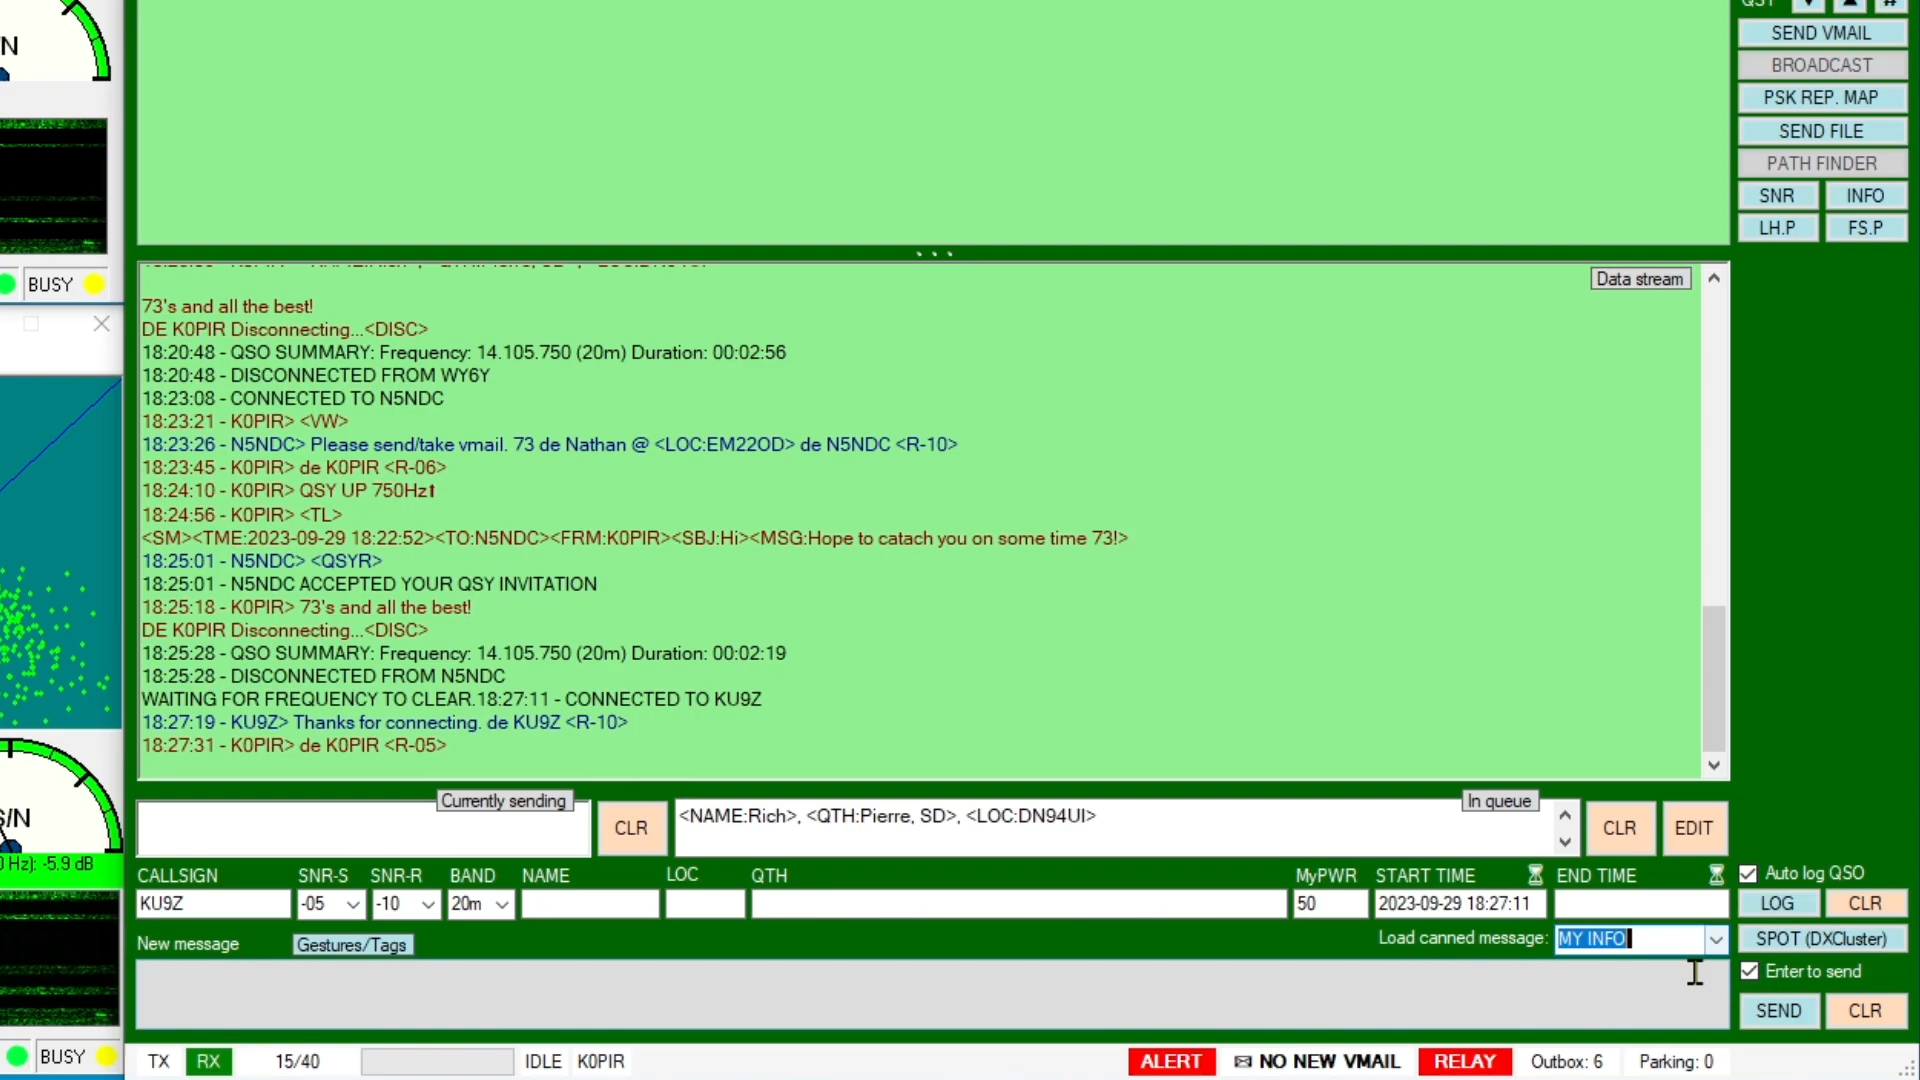 QSY ▼ ▲ #
SEND VMAIL
BROADCAST
PSK REP. MAP
SEND FILE
PATH FINDER
SNR INFO
LH.P FS.P
/N
BUSY
Data stream
73's and all the best!
DE K0PIR Disconnecting...<DISC>
18:20:48 - QSO SUMMARY: Frequency: 14.105.750 (20m) Duration: 00:02:56
18:20:48 - DISCONNECTED FROM WY6Y
18:23:08 - CONNECTED TO N5NDC
18:23:21 - K0PIR> <VW>
18:23:26 - N5NDC> Please send/take vmail. 73 de Nathan @ <LOC:EM22OD> de N5NDC <R-10>
18:23:45 - K0PIR> de K0PIR <R-06>
18:24:10 - K0PIR> QSY UP 750Hz⭡
18:24:56 - K0PIR> <TL>
<SM><TME:2023-09-29 18:22:52><TO:N5NDC><FRM:K0PIR><SBJ:Hi><MSG:Hope to catach you on some time 73!>
18:25:01 - N5NDC> <QSYR>
18:25:01 - N5NDC ACCEPTED YOUR QSY INVITATION
18:25:18 - K0PIR> 73's and all the best!
DE K0PIR Disconnecting...<DISC>
18:25:28 - QSO SUMMARY: Frequency: 14.105.750 (20m) Duration: 00:02:19
18:25:28 - DISCONNECTED FROM N5NDC
WAITING FOR FREQUENCY TO CLEAR.18:27:11 - CONNECTED TO KU9Z
18:27:19 - KU9Z> Thanks for connecting. de KU9Z <R-10>
18:27:31 - K0PIR> de K0PIR <R-05>
S/N
Hz): -5.9 dB
BUSY
Currently sending
CLR
In queue
<NAME:Rich>, <QTH:Pierre, SD>, <LOC:DN94UI>
CLR EDIT
CALLSIGN SNR-S SNR-R BAND NAME LOC QTH MyPWR START TIME END TIME Auto log QSO
KU9Z -05 -10 20m 50 2023-09-29 18:27:11 LOG CLR
New message Gestures/Tags Load canned message: MY INFO SPOT (DXCluster)
Enter to send
SEND CLR
TX RX 15/40 IDLE K0PIR ALERT NO NEW VMAIL RELAY Outbox: 6 Parking: 0